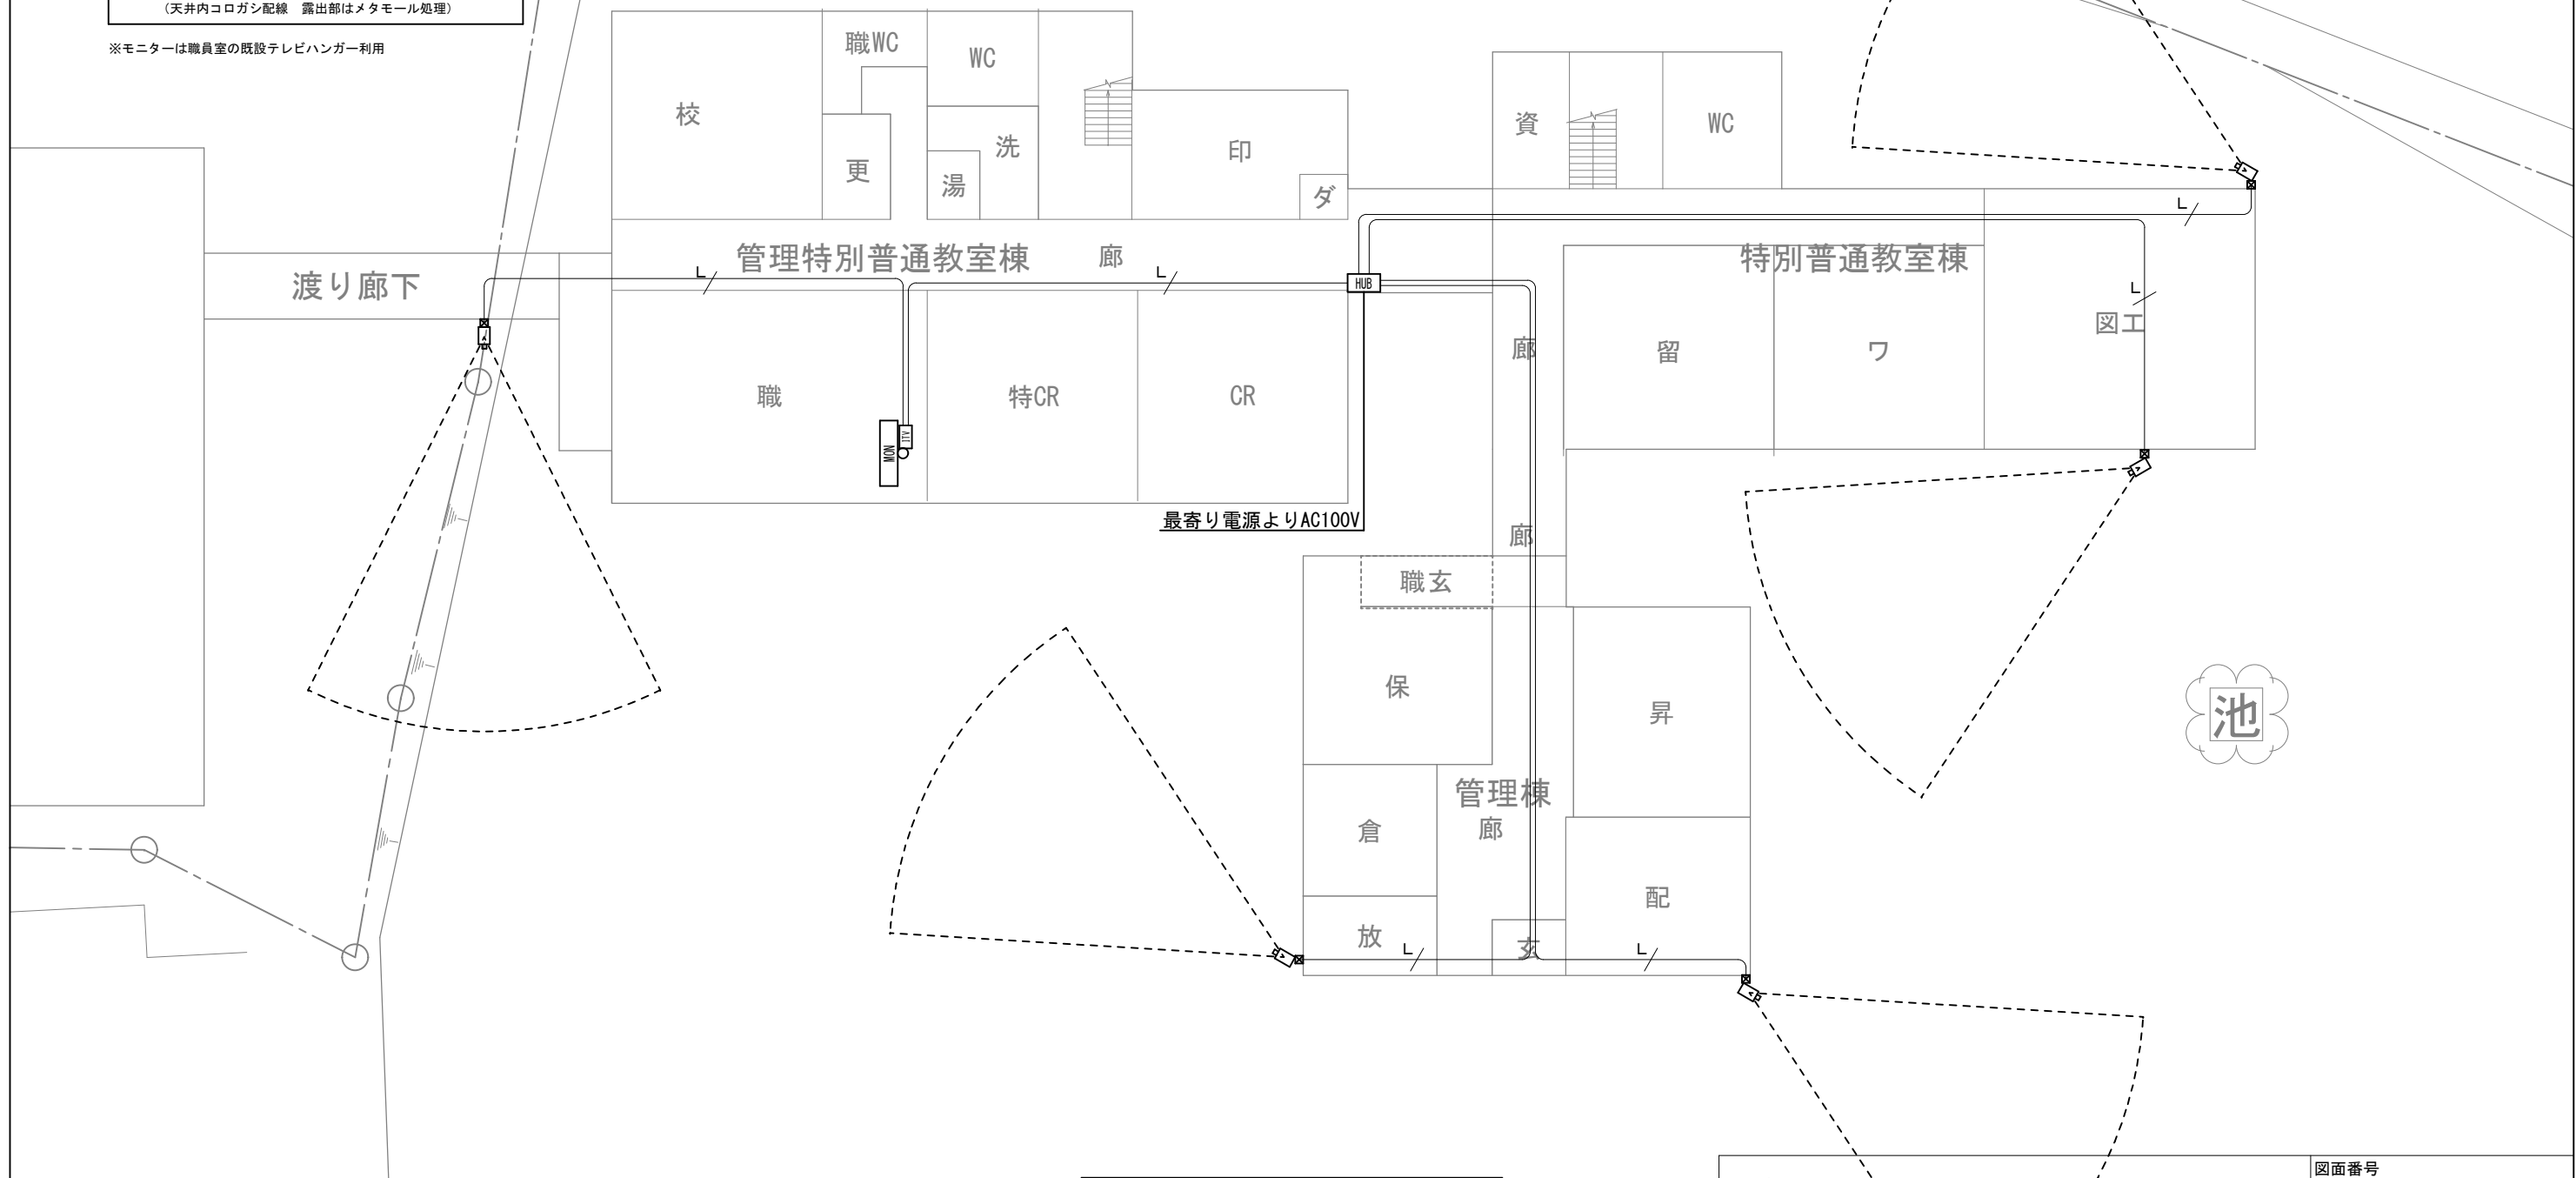 （天井内コロガシ配線　露出部はメタモール処理）
※モニターは職員室の既設テレビハンガー利用
職WC
WC
校
更
湯
洗
印
ダ
資
WC
L
管理特別普通教室棟
廊
特別普通教室棟
渡り廊下
L
L
HUB
L
図工
廊
留
ワ
職
特CR
CR
MON
ITV
最寄り電源よりAC100V
廊
職玄
保
昇
池
管理棟
倉
廊
配
放
L
玄
L
図面番号